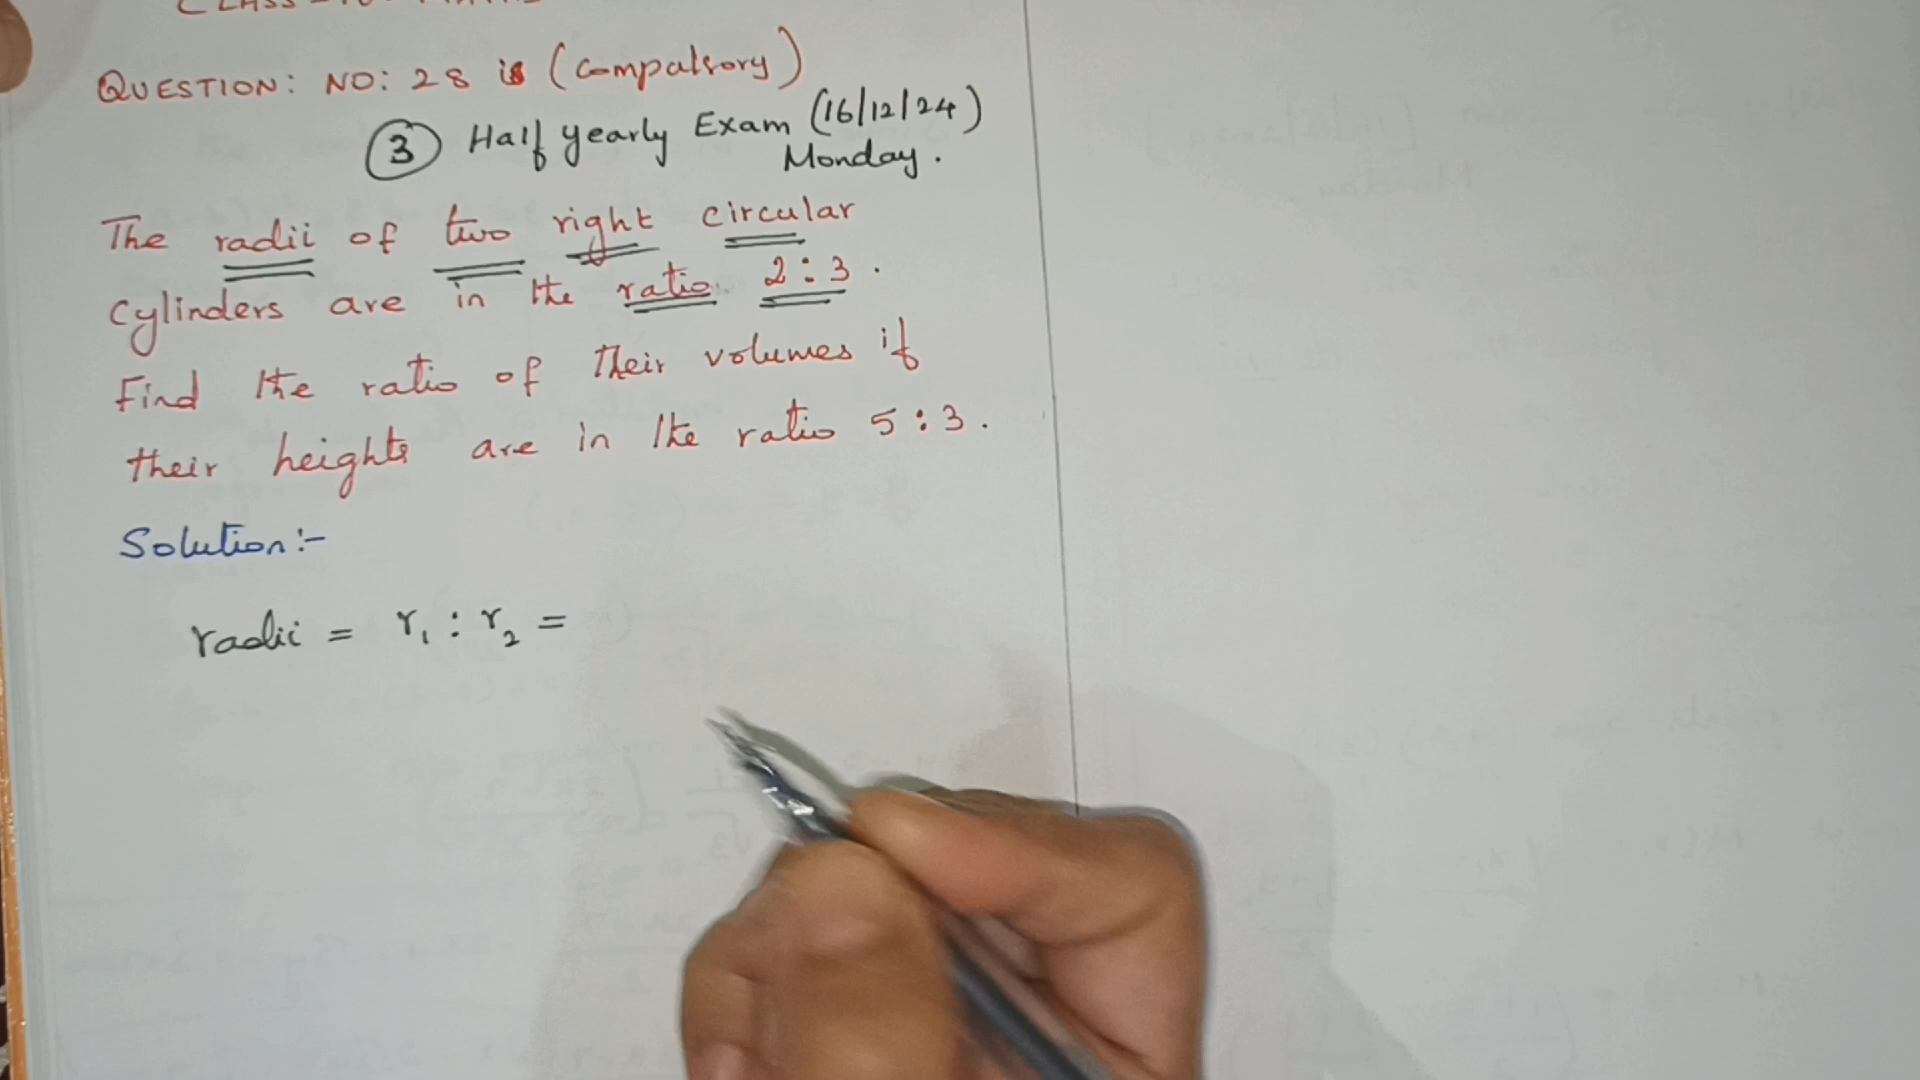 QUESTION: NO: 28 is (Compulsory)
3 Half yearly Exam (16/12/24)
Monday.
The radii of two right circular
cylinders are in the ratio 2:3.
Find the ratio of their volumes if
their heights are in the ratio 5:3.
Solution:-
radii = r₁ : r₂ =